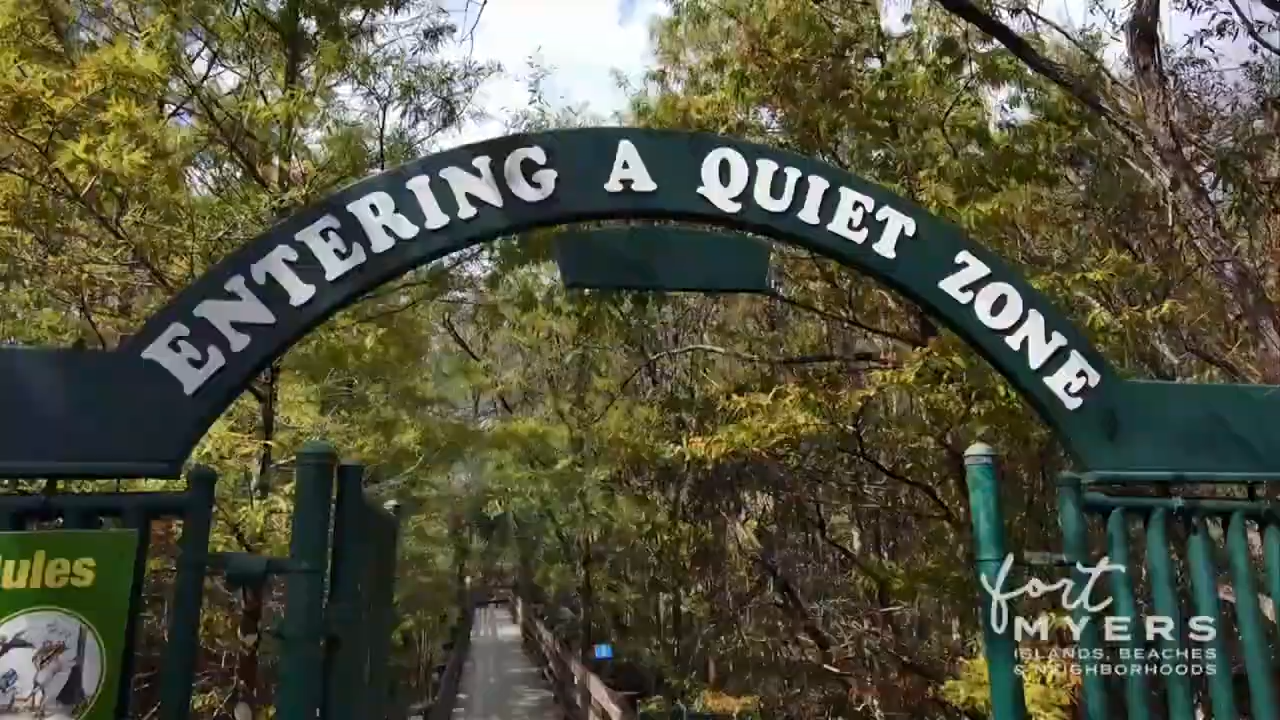 ENTERING A QUIET ZONE
ules
fort
MYERS
ISLANDS, BEACHES
& NEIGHBORHOODS